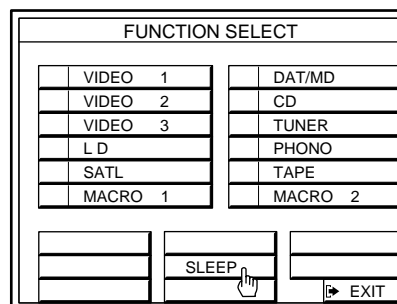 FUNCTION SELECT
VIDEO 1
VIDEO 2
VIDEO 3
L D
SATL
MACRO 1
DAT/MD
CD
TUNER
PHONO
TAPE
MACRO 2
SLEEP
EXIT